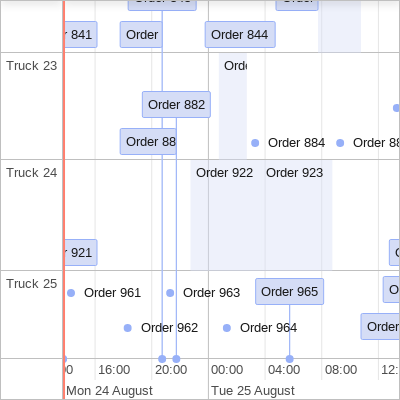 r 841
Order
Order 844
Truck 23
Orde
Order 882
Order 88
Order 884
Order 88
Truck 24
Order 922
Order 923
r 921
Truck 25
Order 961
Order 963
Order 965
Order 962
Order 964
Order
16:00
20:00
00:00
04:00
08:00
12:
Mon 24 August
Tue 25 August